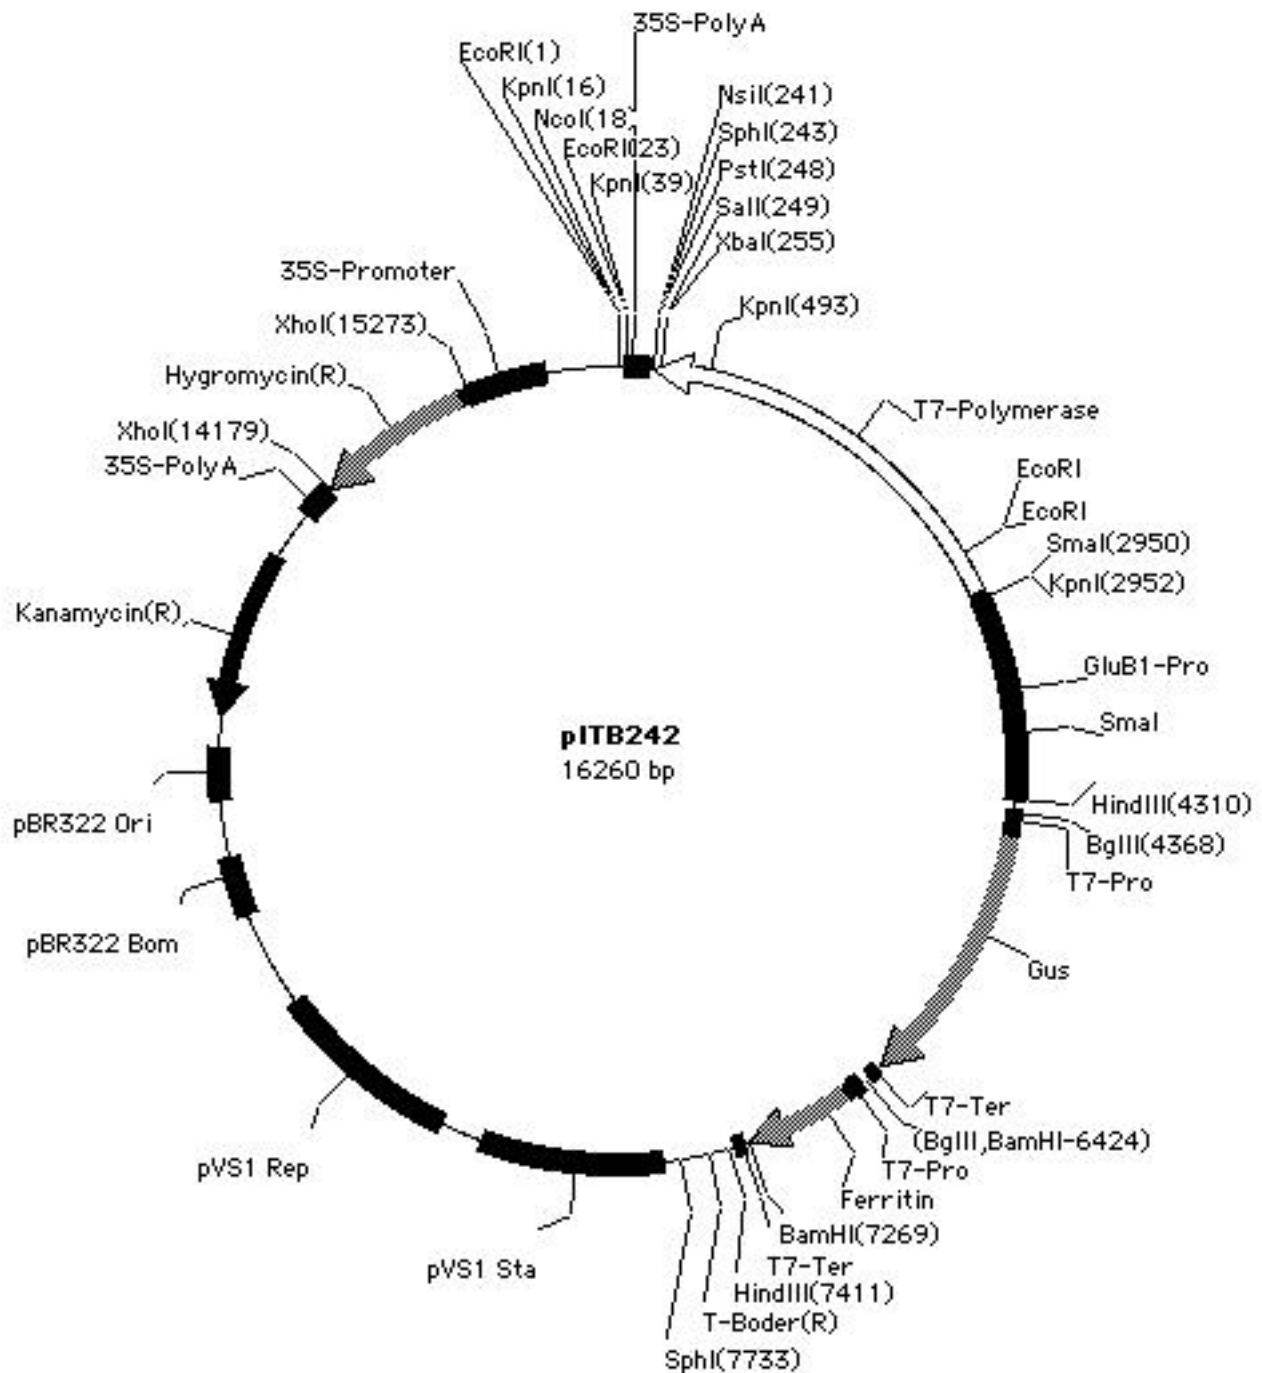 35S-PolyA
EcoRI(1)
KpnI(16)
NcoI(18)
EcoRI(23)
KpnI(39)
NsiI(241)
SphI(243)
PstI(248)
SalI(249)
XbaI(255)
KpnI(493)
35S-Promoter
XhoI(15273)
Hygromycin(R)
XhoI(14179)
35S-PolyA
T7-Polymerase
EcoRI
EcoRI
SmaI(2950)
KpnI(2952)
Kanamycin(R)
GluB1-Pro
SmaI
pITB242
16260 bp
HindIII(4310)
BglII(4368)
T7-Pro
pBR322 Ori
pBR322 Bom
Gus
T7-Ter
(BglII,BamHI-6424)
T7-Pro
Ferritin
pVS1 Rep
BamHI(7269)
T7-Ter
pVS1 Sta
HindIII(7411)
T-Boder(R)
SphI(7733)